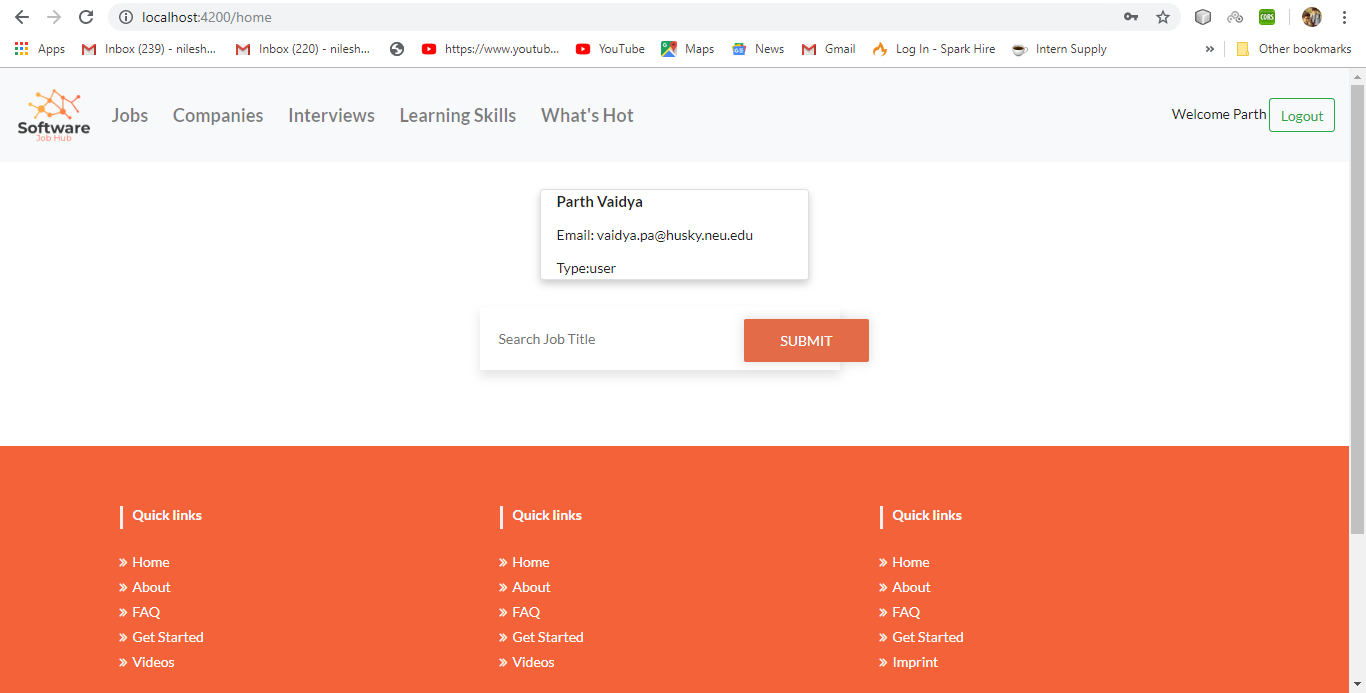 localhost:4200/home
CORS
Apps Inbox (239) - nilesh... Inbox (220) - nilesh... https://www.youtub... YouTube Maps News Gmail Log In - Spark Hire Intern Supply » Other bookmarks
Software
Job Hub
Jobs Companies Interviews Learning Skills What's Hot Welcome Parth Logout
Parth Vaidya
Email: vaidya.pa@husky.neu.edu
Type:user
Search Job Title SUBMIT
Quick links Quick links Quick links
» Home » Home » Home
» About » About » About
» FAQ » FAQ » FAQ
» Get Started » Get Started » Get Started
» Videos » Videos » Imprint